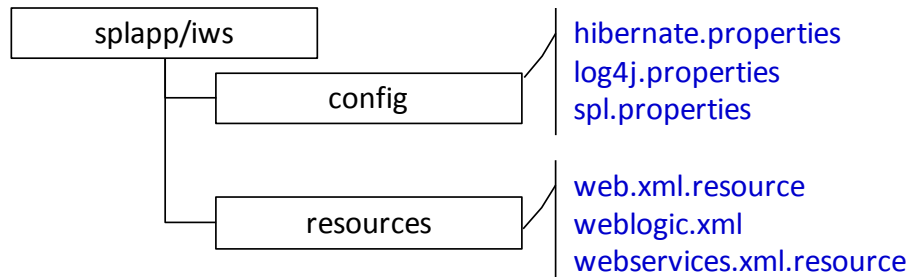 splapp/iws
config
hibernate.properties
log4j.properties
spl.properties
resources
web.xml.resource
weblogic.xml
webservices.xml.resource